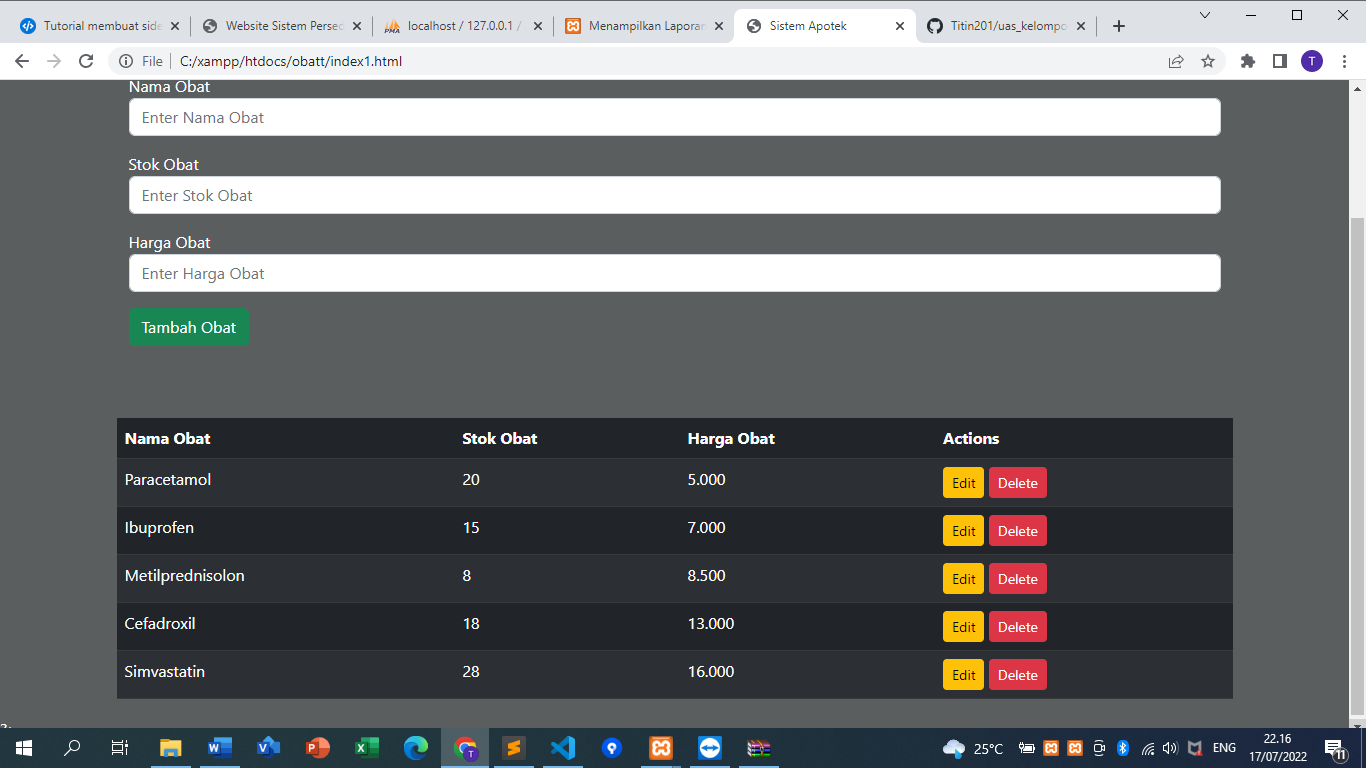 Tutorial membuat side
Website Sistem Persed
localhost / 127.0.0.1 /
Menampilkan Laporan
Sistem Apotek
Titin201/uas_kelompo
File C:/xampp/htdocs/obatt/index1.html T
Nama Obat
Enter Nama Obat
Stok Obat
Enter Stok Obat
Harga Obat
Enter Harga Obat
Tambah Obat
Nama Obat Stok Obat Harga Obat Actions
Paracetamol 20 5.000 Edit Delete
Ibuprofen 15 7.000 Edit Delete
Metilprednisolon 8 8.500 Edit Delete
Cefadroxil 18 13.000 Edit Delete
Simvastatin 28 16.000 Edit Delete
25°C ENG 22.16
17/07/2022 11